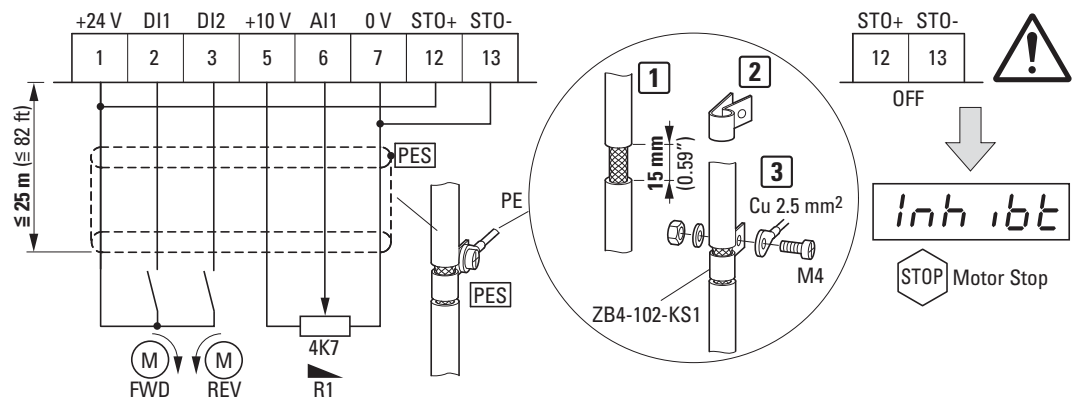 +24 V DI1 DI2 +10 V AI1 0 V STO+ STO-
1 2 3 5 6 7 12 13
≦ 25 m (≦ 82 ft)
PES
PE
PES
4K7
R1
M M
FWD REV
1
2
15 mm
(0.59″)
3
Cu 2.5 mm²
M4
ZB4-102-KS1
STO+ STO-
12 13
OFF
Inhibt
STOP Motor Stop